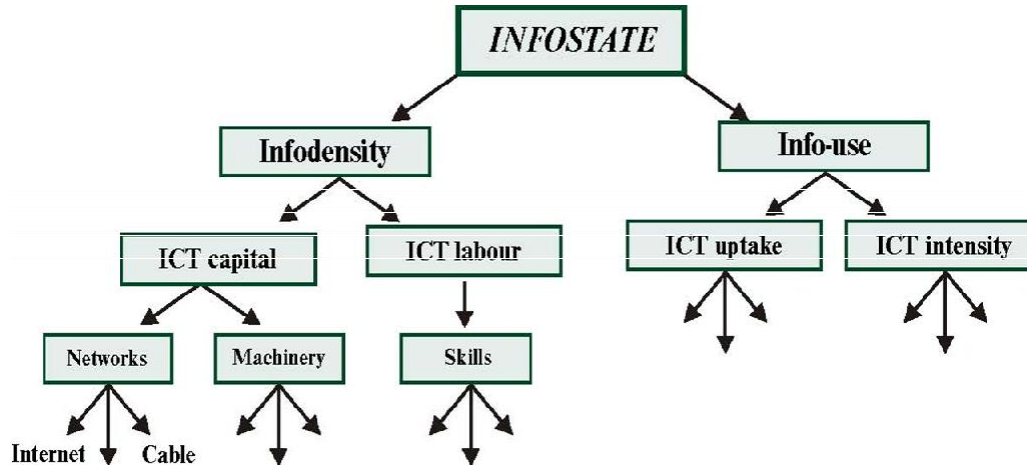 INFOSTATE
Infodensity
Info-use
ICT capital
ICT labour
ICT uptake
ICT intensity
Networks
Machinery
Skills
Internet
Cable